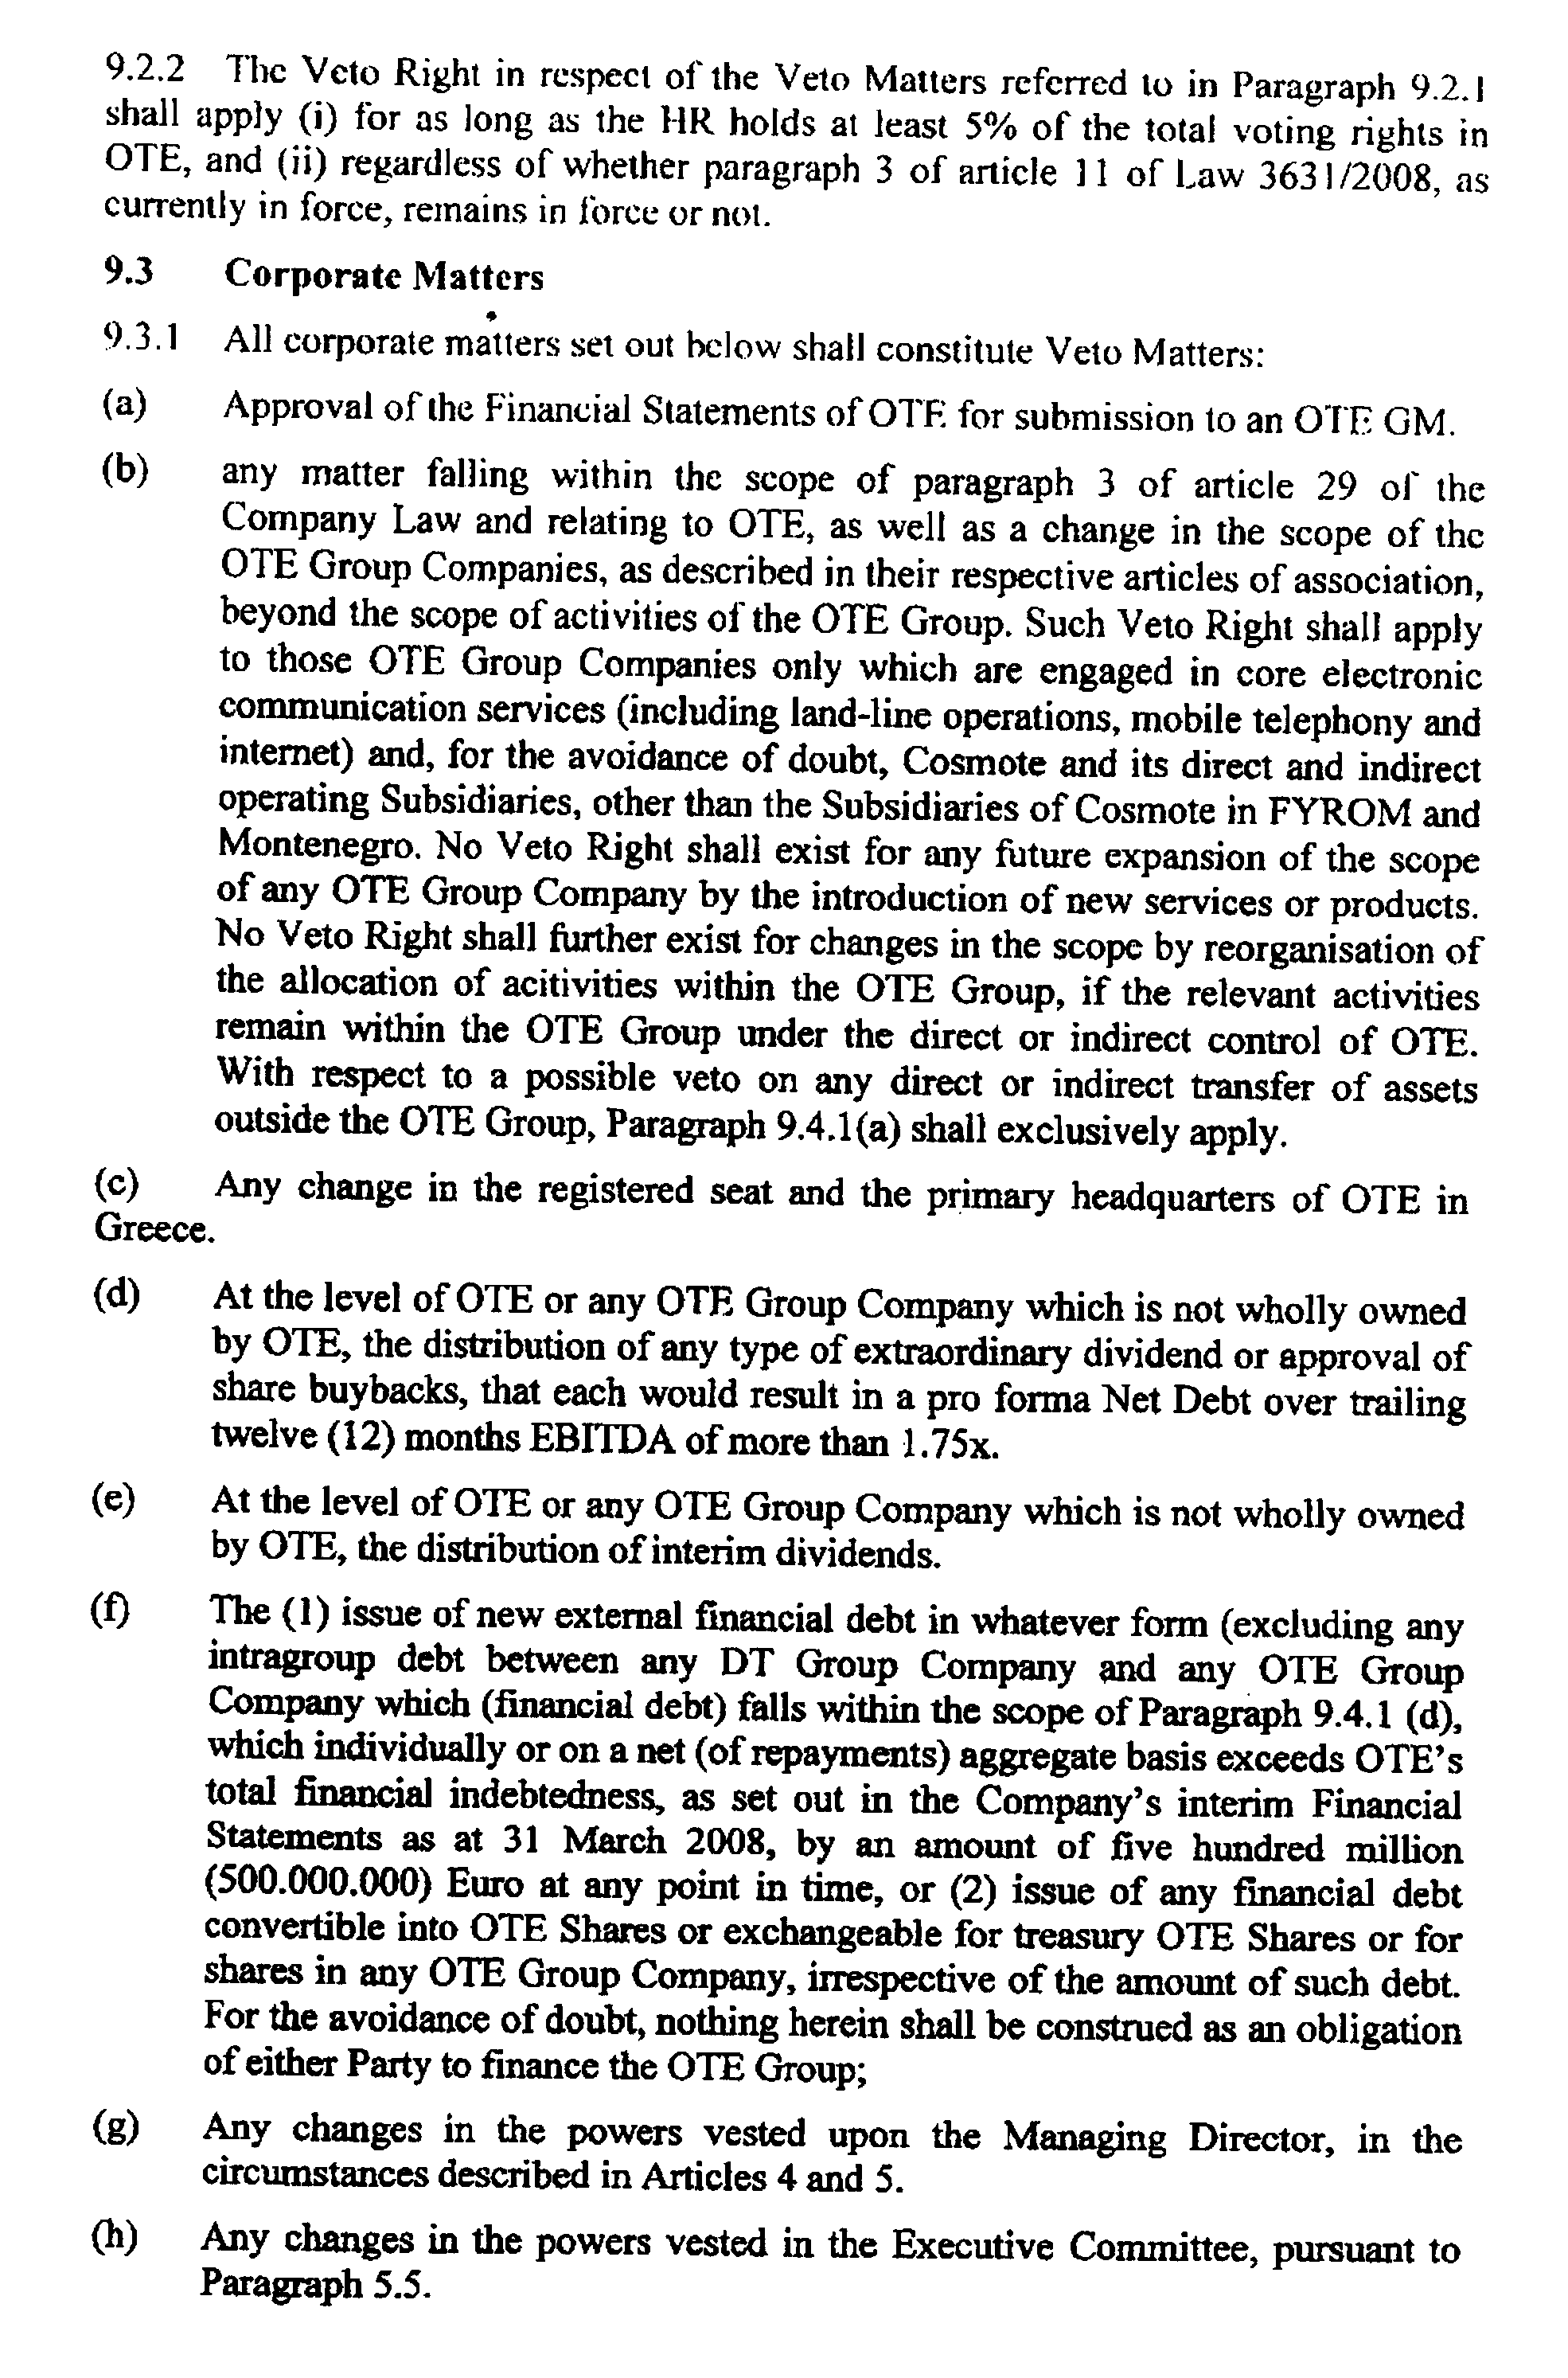 9.2.2 The Veto Right in respect of the Veto Matters referred to in Paragraph 9.2.1
shall apply (i) for as long as the HR holds at least 5% of the total voting rights in
OTE, and (ii) regardless of whether paragraph 3 of article 11 of Law 3631/2008, as
currently in force, remains in force or not.
9.3 Corporate Matters
9.3.1 All corporate matters set out below shall constitute Veto Matters:
(a) Approval of the Financial Statements of OTE for submission to an OTE GM.
(b) any matter falling within the scope of paragraph 3 of article 29 of the
Company Law and relating to OTE, as well as a change in the scope of the
OTE Group Companies, as described in their respective articles of association,
beyond the scope of activities of the OTE Group. Such Veto Right shall apply
to those OTE Group Companies only which are engaged in core electronic
communication services (including land-line operations, mobile telephony and
internet) and, for the avoidance of doubt, Cosmote and its direct and indirect
operating Subsidiaries, other than the Subsidiaries of Cosmote in FYROM and
Montenegro. No Veto Right shall exist for any future expansion of the scope
of any OTE Group Company by the introduction of new services or products.
No Veto Right shall further exist for changes in the scope by reorganisation of
the allocation of acitivities within the OTE Group, if the relevant activities
remain within the OTE Group under the direct or indirect control of OTE.
With respect to a possible veto on any direct or indirect transfer of assets
outside the OTE Group, Paragraph 9.4.1(a) shall exclusively apply.
(c) Any change in the registered seat and the primary headquarters of OTE in
Greece.
(d) At the level of OTE or any OTE Group Company which is not wholly owned
by OTE, the distribution of any type of extraordinary dividend or approval of
share buybacks, that each would result in a pro forma Net Debt over trailing
twelve (12) months EBITDA of more than 1.75x.
(e) At the level of OTE or any OTE Group Company which is not wholly owned
by OTE, the distribution of interim dividends.
(f) The (1) issue of new external financial debt in whatever form (excluding any
intragroup debt between any DT Group Company and any OTE Group
Company which (financial debt) falls within the scope of Paragraph 9.4.1 (d),
which individually or on a net (of repayments) aggregate basis exceeds OTE's
total financial indebtedness, as set out in the Company's interim Financial
Statements as at 31 March 2008, by an amount of five hundred million
(500.000.000) Euro at any point in time, or (2) issue of any financial debt
convertible into OTE Shares or exchangeable for treasury OTE Shares or for
shares in any OTE Group Company, irrespective of the amount of such debt.
For the avoidance of doubt, nothing herein shall be construed as an obligation
of either Party to finance the OTE Group;
(g) Any changes in the powers vested upon the Managing Director, in the
circumstances described in Articles 4 and 5.
(h) Any changes in the powers vested in the Executive Committee, pursuant to
Paragraph 5.5.